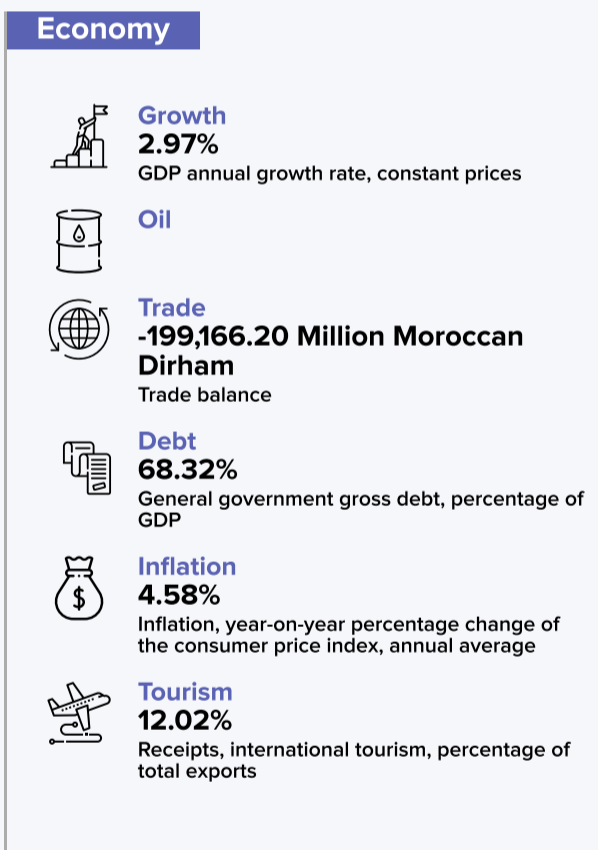 Economy
Growth
2.97%
GDP annual growth rate, constant prices
Oil
Trade
-199,166.20 Million Moroccan
Dirham
Trade balance
Debt
68.32%
General government gross debt, percentage of
GDP
Inflation
4.58%
Inflation, year-on-year percentage change of
the consumer price index, annual average
Tourism
12.02%
Receipts, international tourism, percentage of
total exports